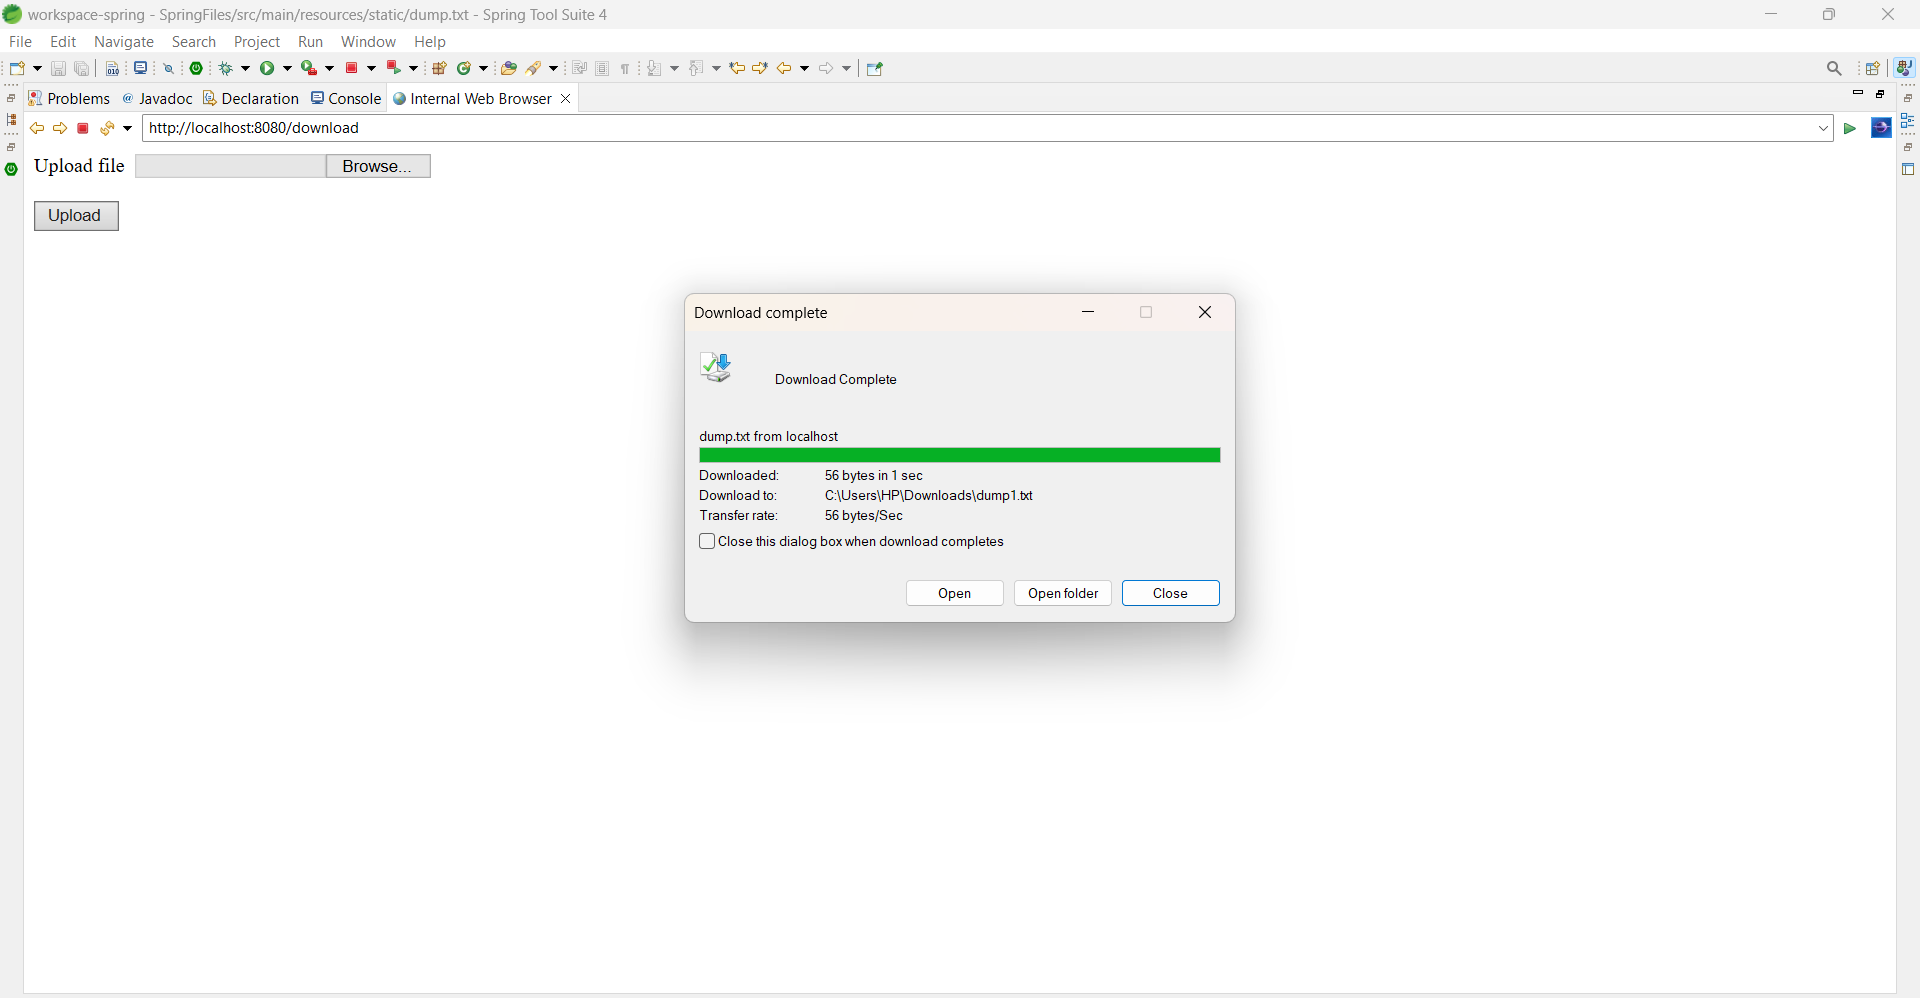 workspace-spring - SpringFiles/src/main/resources/static/dump.txt - Spring Tool Suite 4
File Edit Navigate Search Project Run Window Help
010
Problems @ Javadoc Declaration Console Internal Web Browser
http://localhost:8080/download
Upload file Browse...
Upload
Download complete
Download Complete
dump.txt from localhost
Downloaded: 56 bytes in 1 sec
Download to: C:\Users\HP\Downloads\dump1.txt
Transfer rate: 56 bytes/Sec
Close this dialog box when download completes
Open Open folder Close